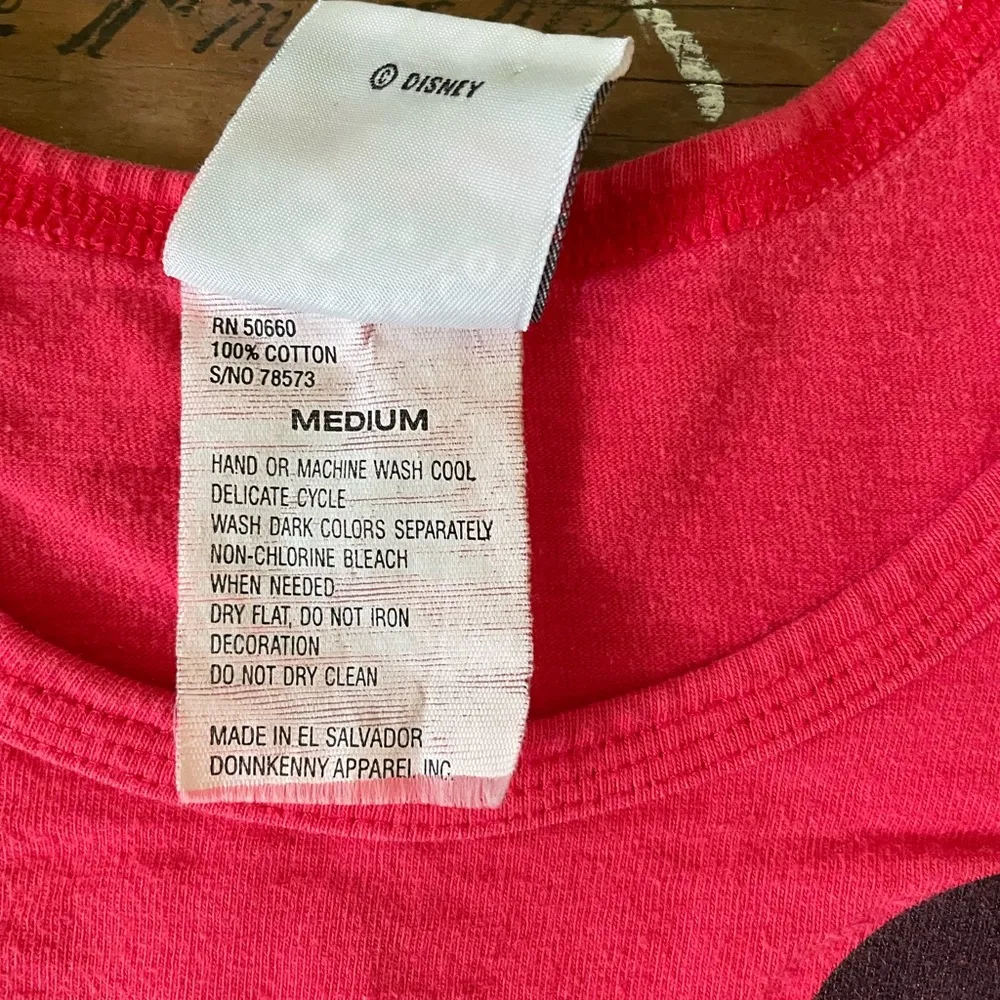 © DISNEY
RN 50660
100% COTTON
S/NO 78573
MEDIUM
HAND OR MACHINE WASH COOL
DELICATE CYCLE
WASH DARK COLORS SEPARATELY
NON-CHLORINE BLEACH
WHEN NEEDED
DRY FLAT, DO NOT IRON
DECORATION
DO NOT DRY CLEAN
MADE IN EL SALVADOR
DONNKENNY APPAREL INC.